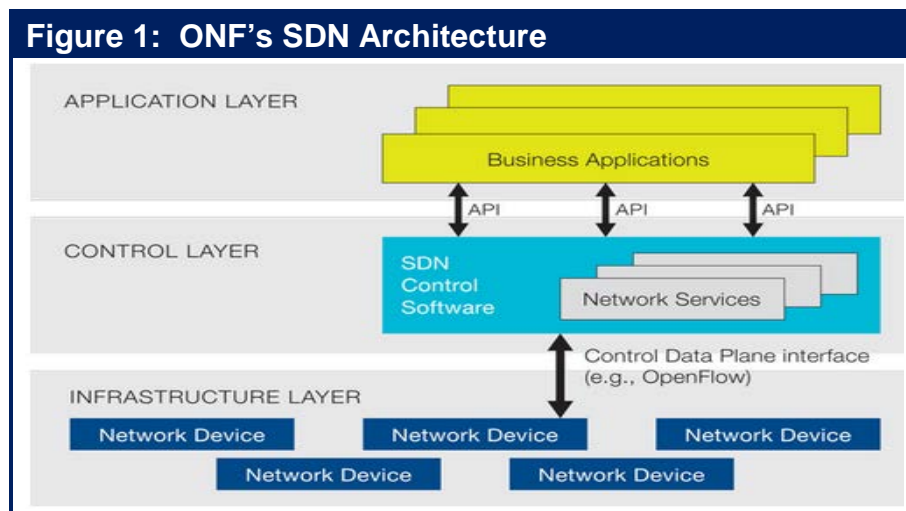 Figure 1: ONF's SDN Architecture
APPLICATION LAYER
Business Applications
API
API
API
CONTROL LAYER
SDN
Control
Software
Network Services
Control Data Plane interface
(e.g., OpenFlow)
INFRASTRUCTURE LAYER
Network Device
Network Device
Network Device
Network Device
Network Device